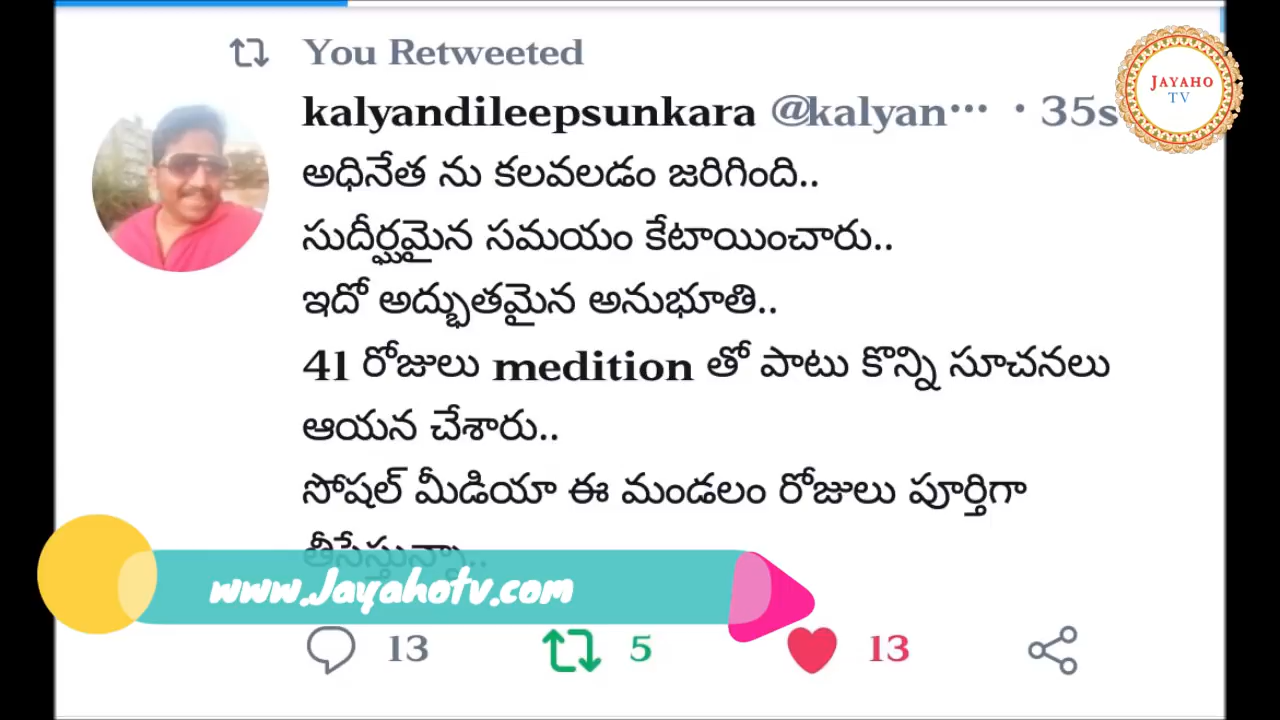 You Retweeted
kalyandileepsunkara @kalyan... · 35s
JAYAHO
TV
అధినేత ను కలవలడం జరిగింది..
సుదీర్ఘమైన సమయం కేటాయించారు..
ఇదో అద్భుతమైన అనుభూతి..
41 రోజులు medition తో పాటు కొన్ని సూచనలు
ఆయన చేశారు..
సోషల్ మీడియా ఈ మండలం రోజులు పూర్తిగా
తీసేస్తున్నా..
www.Jayahotv.com
13 5 13